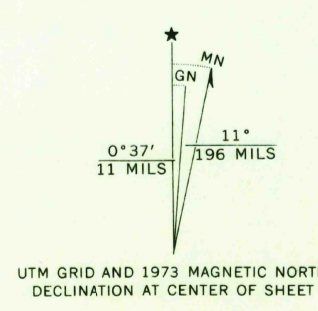 MN
GN
0°37′ 11°
11 MILS 196 MILS
UTM GRID AND 1973 MAGNETIC NORT
DECLINATION AT CENTER OF SHEET